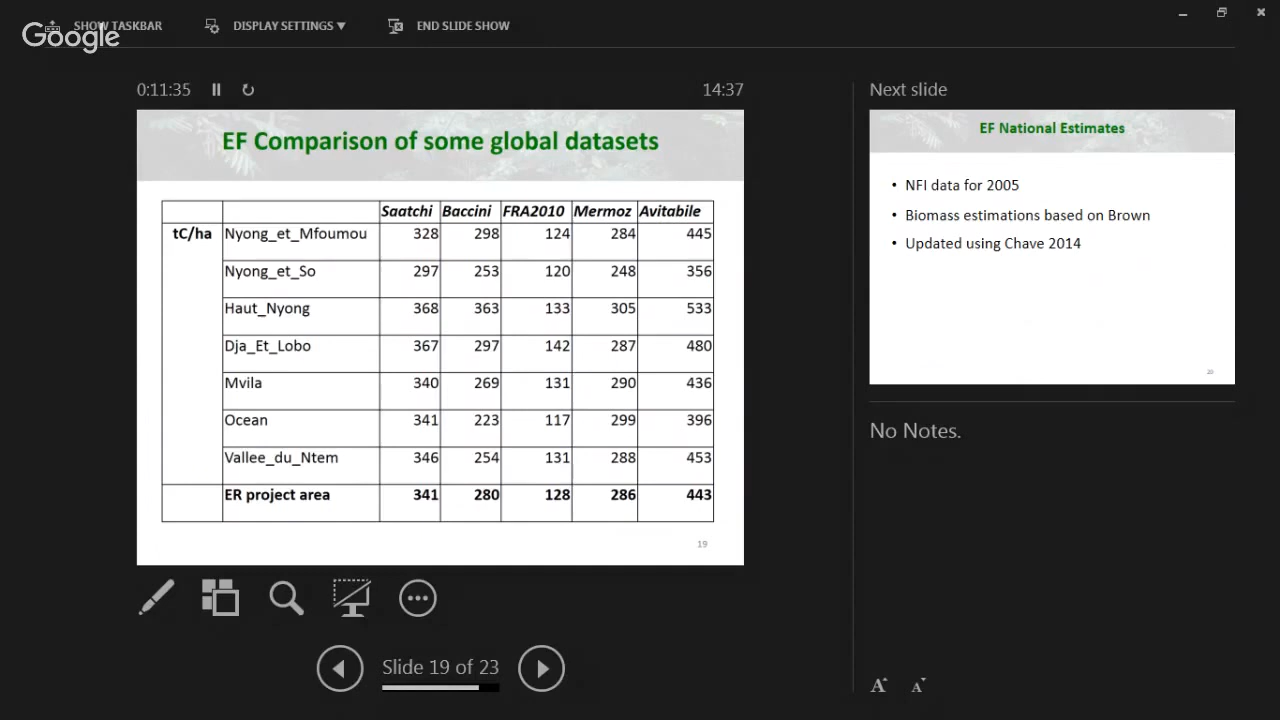 SHOW TASKBAR DISPLAY SETTINGS ▼ END SLIDE SHOW
Google
0:11:35 14:37
EF Comparison of some global datasets
Saatchi Baccini FRA2010 Mermoz Avitabile
tC/ha Nyong_et_Mfoumou 328 298 124 284 445
Nyong_et_So 297 253 120 248 356
Haut_Nyong 368 363 133 305 533
Dja_Et_Lobo 367 297 142 287 480
Mvila 340 269 131 290 436
Ocean 341 223 117 299 396
Vallee_du_Ntem 346 254 131 288 453
ER project area 341 280 128 286 443
19
Slide 19 of 23
Next slide
EF National Estimates
• NFI data for 2005
• Biomass estimations based on Brown
• Updated using Chave 2014
20
No Notes.
A A